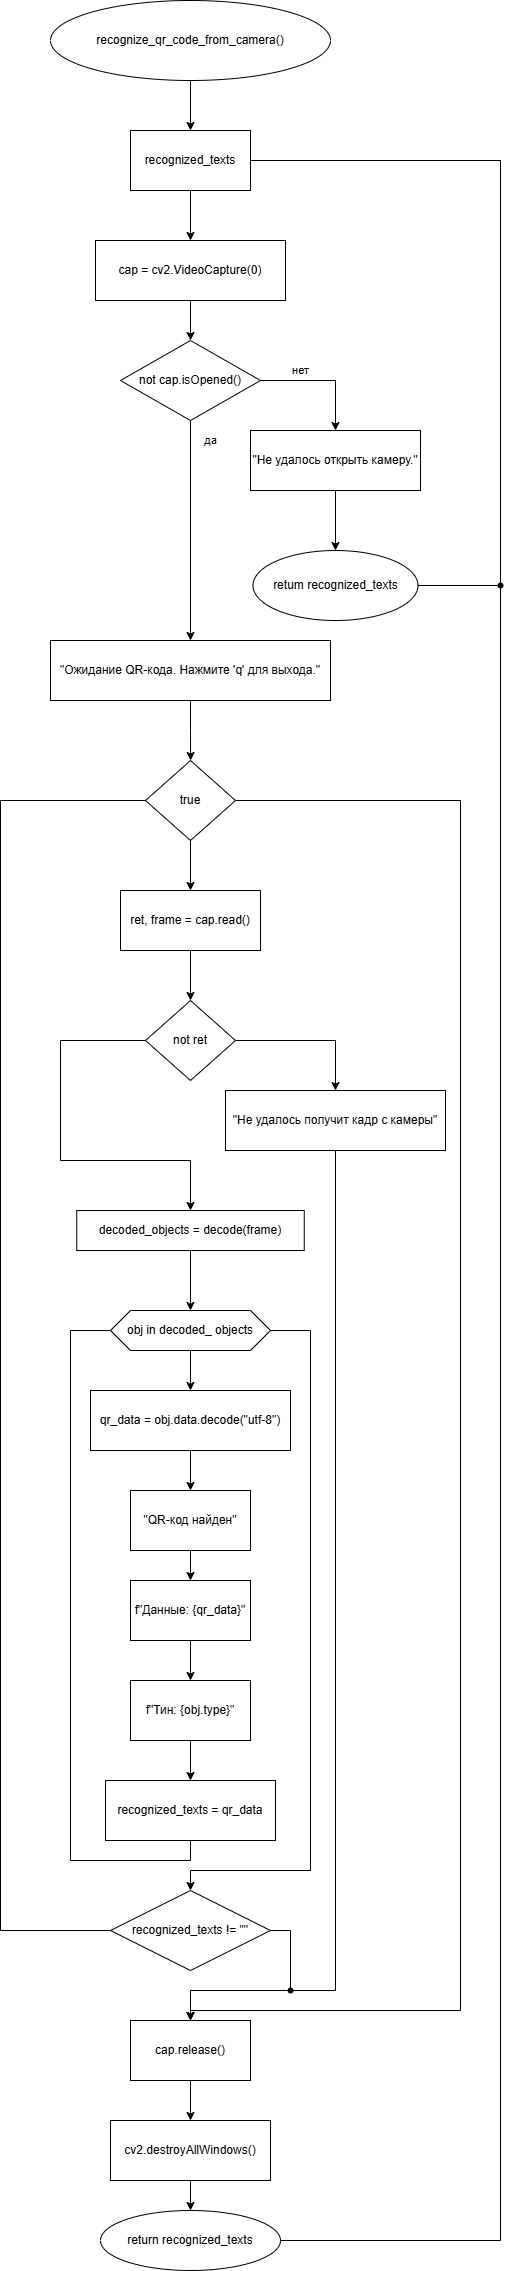 recognize_qr_code_from_camera()
recognized_texts
cap = cv2.VideoCapture(0)
not cap.isOpened()
нет
да
"Не удалось открыть камеру."
return recognized_texts
"Ожидание QR-кода. Нажмите 'q' для выхода."
true
ret, frame = cap.read()
not ret
"Не удалось получит кадр с камеры"
decoded_objects = decode(frame)
obj in decoded_ objects
qr_data = obj.data.decode("utf-8")
"QR-код найден"
f"Данные: {qr_data}"
f"Тин: {obj.type}"
recognized_texts = qr_data
recognized_texts != ""
cap.release()
cv2.destroyAllWindows()
return recognized_texts